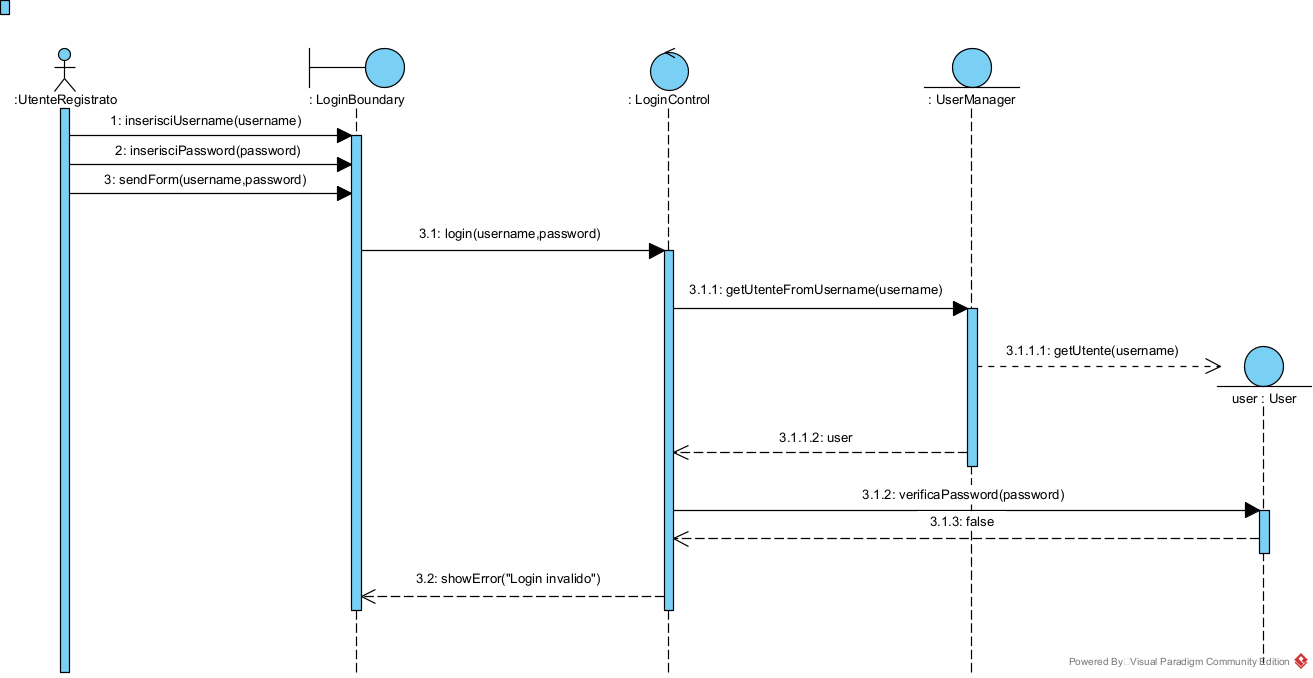 :UtenteRegistrato
: LoginBoundary
: LoginControl
: UserManager
1: inserisciUsername(username)
2: inserisciPassword(password)
3: sendForm(username,password)
3.1: login(username,password)
3.1.1: getUtenteFromUsername(username)
3.1.1.1: getUtente(username)
user : User
3.1.1.2: user
3.1.2: verificaPassword(password)
3.1.3: false
3.2: showError("Login invalido")
Powered By Visual Paradigm Community Edition